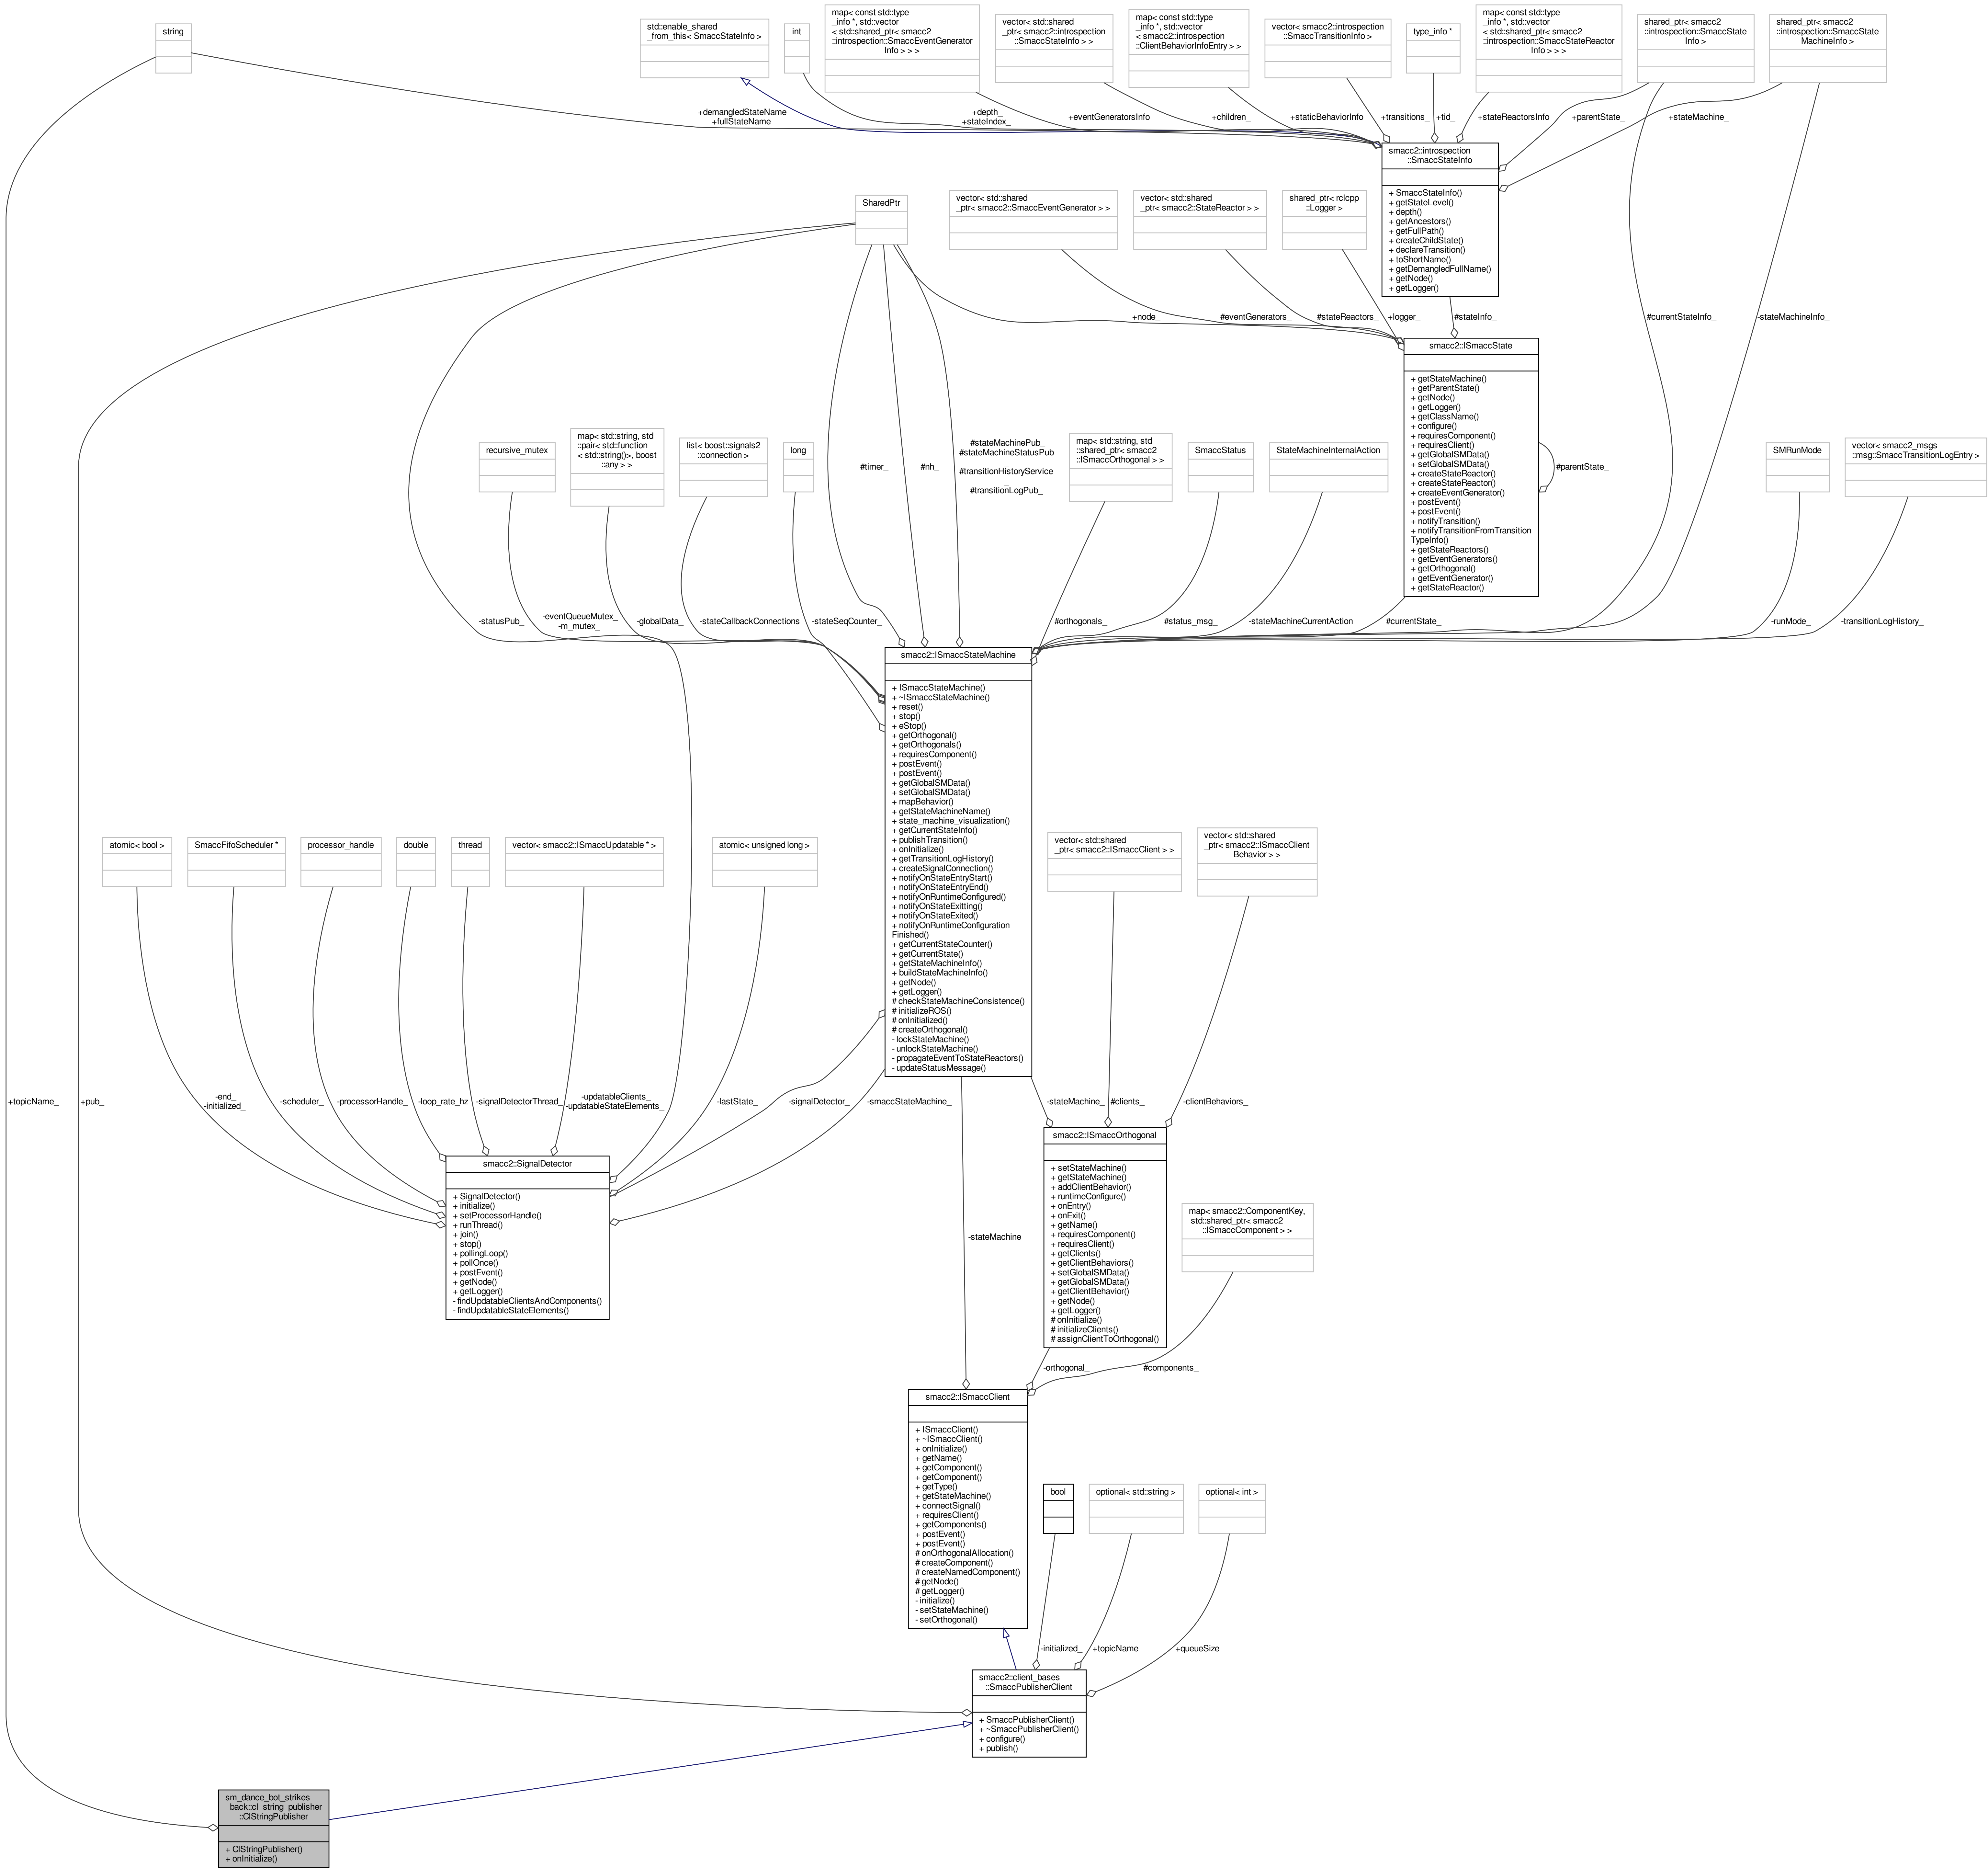 string
std::enable_shared
_from_this< SmaccStateInfo >
int
map< const std::type
_info *, std::vector
< std::shared_ptr< smacc2
::introspection::SmaccEventGenerator
Info > > >
vector< std::shared
_ptr< smacc2::introspection
::SmaccStateInfo > >
map< const std::type
_info *, std::vector
< smacc2::introspection
::ClientBehaviorInfoEntry > >
vector< smacc2::introspection
::SmaccTransitionInfo >
type_info *
map< const std::type
_info *, std::vector
< std::shared_ptr< smacc2
::introspection::SmaccStateReactor
Info > > >
shared_ptr< smacc2
::introspection::SmaccState
Info >
shared_ptr< smacc2
::introspection::SmaccState
MachineInfo >
+demangledStateName
+fullStateName
+depth_
+stateIndex_
+eventGeneratorsInfo
+children_
+staticBehaviorInfo
+transitions_
+tid_
+stateReactorsInfo
+parentState_
+stateMachine_
smacc2::introspection
::SmaccStateInfo
+ SmaccStateInfo()
+ getStateLevel()
+ depth()
+ getAncestors()
+ getFullPath()
+ createChildState()
+ declareTransition()
+ toShortName()
+ getDemangledFullName()
+ getNode()
+ getLogger()
SharedPtr
vector< std::shared
_ptr< smacc2::SmaccEventGenerator > >
vector< std::shared
_ptr< smacc2::StateReactor > >
shared_ptr< rclcpp
::Logger >
+node_
#eventGenerators_
#stateReactors_
+logger_
#stateInfo_
#currentStateInfo_
-stateMachineInfo_
smacc2::ISmaccState
+ getStateMachine()
+ getParentState()
+ getNode()
+ getLogger()
+ getClassName()
+ configure()
+ requiresComponent()
+ requiresClient()
+ getGlobalSMData()
+ setGlobalSMData()
+ createStateReactor()
+ createStateReactor()
+ createEventGenerator()
+ postEvent()
+ postEvent()
+ notifyTransition()
+ notifyTransitionFromTransition
TypeInfo()
+ getStateReactors()
+ getEventGenerators()
+ getOrthogonal()
+ getEventGenerator()
+ getStateReactor()
#parentState_
recursive_mutex
map< std::string, std
::pair< std::function
< std::string()>, boost
::any > >
list< boost::signals2
::connection >
long
#timer_
#nh_
#stateMachinePub_
#stateMachineStatusPub
_
#transitionHistoryService
_
#transitionLogPub_
map< std::string, std
::shared_ptr< smacc2
::ISmaccOrthogonal > >
SmaccStatus
StateMachineInternalAction
SMRunMode
vector< smacc2_msgs
::msg::SmaccTransitionLogEntry >
-statusPub_
-eventQueueMutex_
-m_mutex_
-globalData_
-stateCallbackConnections
-stateSeqCounter_
#orthogonals_
#status_msg_
-stateMachineCurrentAction
#currentState_
-runMode_
-transitionLogHistory_
smacc2::ISmaccStateMachine
+ ISmaccStateMachine()
+ ~ISmaccStateMachine()
+ reset()
+ stop()
+ eStop()
+ getOrthogonal()
+ getOrthogonals()
+ requiresComponent()
+ postEvent()
+ postEvent()
+ getGlobalSMData()
+ setGlobalSMData()
+ mapBehavior()
+ getStateMachineName()
+ state_machine_visualization()
+ getCurrentStateInfo()
+ publishTransition()
+ onInitialize()
+ getTransitionLogHistory()
+ createSignalConnection()
+ notifyOnStateEntryStart()
+ notifyOnStateEntryEnd()
+ notifyOnRuntimeConfigured()
+ notifyOnStateExitting()
+ notifyOnStateExited()
+ notifyOnRuntimeConfiguration
Finished()
+ getCurrentStateCounter()
+ getCurrentState()
+ getStateMachineInfo()
+ buildStateMachineInfo()
+ getNode()
+ getLogger()
# checkStateMachineConsistence()
# initializeROS()
# onInitialized()
# createOrthogonal()
- lockStateMachine()
- unlockStateMachine()
- propagateEventToStateReactors()
- updateStatusMessage()
atomic< bool >
SmaccFifoScheduler *
processor_handle
double
thread
vector< smacc2::ISmaccUpdatable * >
atomic< unsigned long >
vector< std::shared
_ptr< smacc2::ISmaccClient > >
vector< std::shared
_ptr< smacc2::ISmaccClient
Behavior > >
+topicName_
+pub_
-end_
-initialized_
-scheduler_
-processorHandle_
-loop_rate_hz
-signalDetectorThread_
-updatableClients_
-updatableStateElements_
-lastState_
-signalDetector_
-smaccStateMachine_
-stateMachine_
#clients_
-clientBehaviors_
smacc2::SignalDetector
+ SignalDetector()
+ initialize()
+ setProcessorHandle()
+ runThread()
+ join()
+ stop()
+ pollingLoop()
+ pollOnce()
+ postEvent()
+ getNode()
+ getLogger()
- findUpdatableClientsAndComponents()
- findUpdatableStateElements()
smacc2::ISmaccOrthogonal
+ setStateMachine()
+ getStateMachine()
+ addClientBehavior()
+ runtimeConfigure()
+ onEntry()
+ onExit()
+ getName()
+ requiresComponent()
+ requiresClient()
+ getClients()
+ getClientBehaviors()
+ setGlobalSMData()
+ getGlobalSMData()
+ getClientBehavior()
+ getNode()
+ getLogger()
# onInitialize()
# initializeClients()
# assignClientToOrthogonal()
map< smacc2::ComponentKey,
std::shared_ptr< smacc2
::ISmaccComponent > >
-stateMachine_
-orthogonal_
#components_
smacc2::ISmaccClient
+ ISmaccClient()
+ ~ISmaccClient()
+ onInitialize()
+ getName()
+ getComponent()
+ getComponent()
+ getType()
+ getStateMachine()
+ connectSignal()
+ requiresClient()
+ getComponents()
+ postEvent()
+ postEvent()
# onOrthogonalAllocation()
# createComponent()
# createNamedComponent()
# getNode()
# getLogger()
- initialize()
- setStateMachine()
- setOrthogonal()
bool
optional< std::string >
optional< int >
-initialized_
+topicName
+queueSize
smacc2::client_bases
::SmaccPublisherClient
+ SmaccPublisherClient()
+ ~SmaccPublisherClient()
+ configure()
+ publish()
sm_dance_bot_strikes
_back::cl_string_publisher
::ClStringPublisher
+ ClStringPublisher()
+ onInitialize()